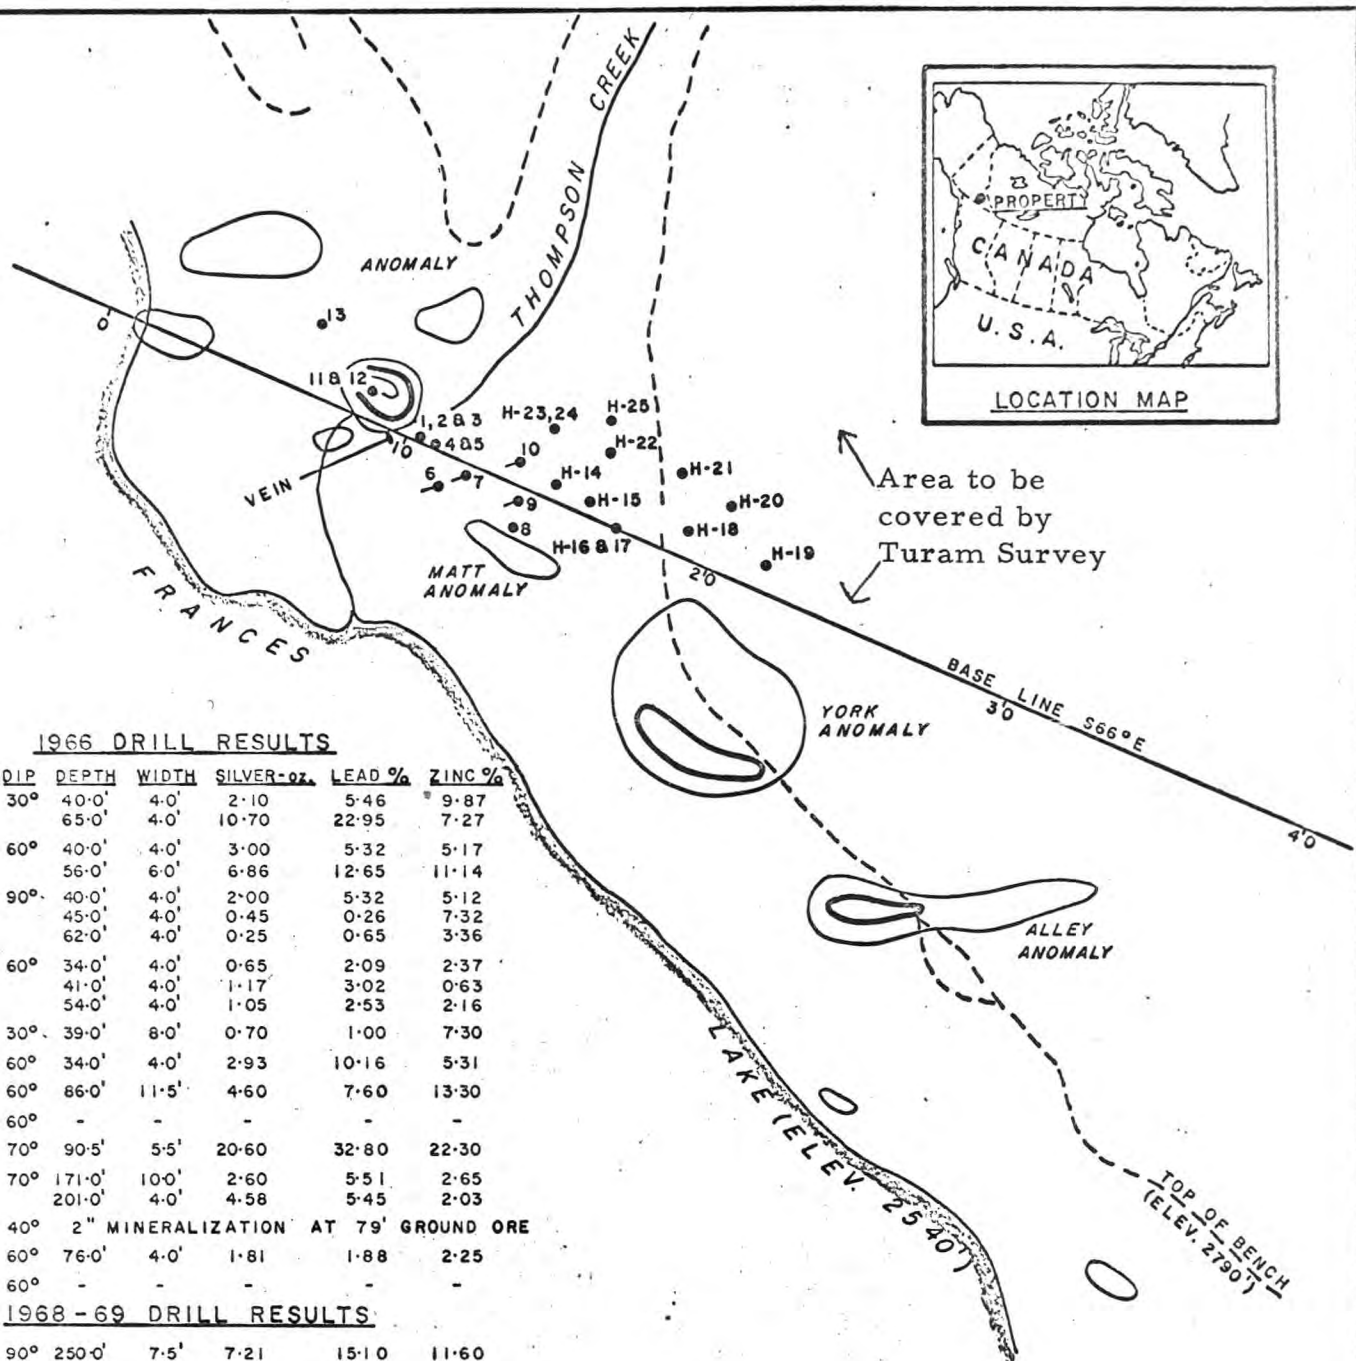 THOMPSON CREEK
PROPERTY
CANADA
U.S.A.
LOCATION MAP
ANOMALY
13
0
11 & 12
1, 2 & 3
4 & 5
10
VEIN
6
7
10
9
8
H-23, 24
H-25
H-22
H-14
H-15
H-16 & 17
H-21
H-20
H-18
H-19
Area to be
covered by
Turam Survey
MATT
ANOMALY
20
BASE LINE S66°E
30
40
YORK
ANOMALY
ALLEY
ANOMALY
FRANCES
LAKE (ELEV. 2540')
TOP OF BENCH
(ELEV. 2790')
1966 DRILL RESULTS
DIP DEPTH WIDTH SILVER-oz. LEAD % ZINC %
30° 40·0' 4·0' 2·10 5·46 9·87
65·0' 4·0' 10·70 22·95 7·27
60° 40·0' 4·0' 3·00 5·32 5·17
56·0' 6·0' 6·86 12·65 11·14
90° 40·0' 4·0' 2·00 5·32 5·12
45·0' 4·0' 0·45 0·26 7·32
62·0' 4·0' 0·25 0·65 3·36
60° 34·0' 4·0' 0·65 2·09 2·37
41·0' 4·0' 1·17 3·02 0·63
54·0' 4·0' 1·05 2·53 2·16
30° 39·0' 8·0' 0·70 1·00 7·30
60° 34·0' 4·0' 2·93 10·16 5·31
60° 86·0' 11·5' 4·60 7·60 13·30
60° - - - - -
70° 90·5' 5·5' 20·60 32·80 22·30
70° 171·0' 10·0' 2·60 5·51 2·65
201·0' 4·0' 4·58 5·45 2·03
40° 2" MINERALIZATION AT 79' GROUND ORE
60° 76·0' 4·0' 1·81 1·88 2·25
60° - - - - -
1968-69 DRILL RESULTS
90° 250·0' 7·5' 7·21 15·10 11·60